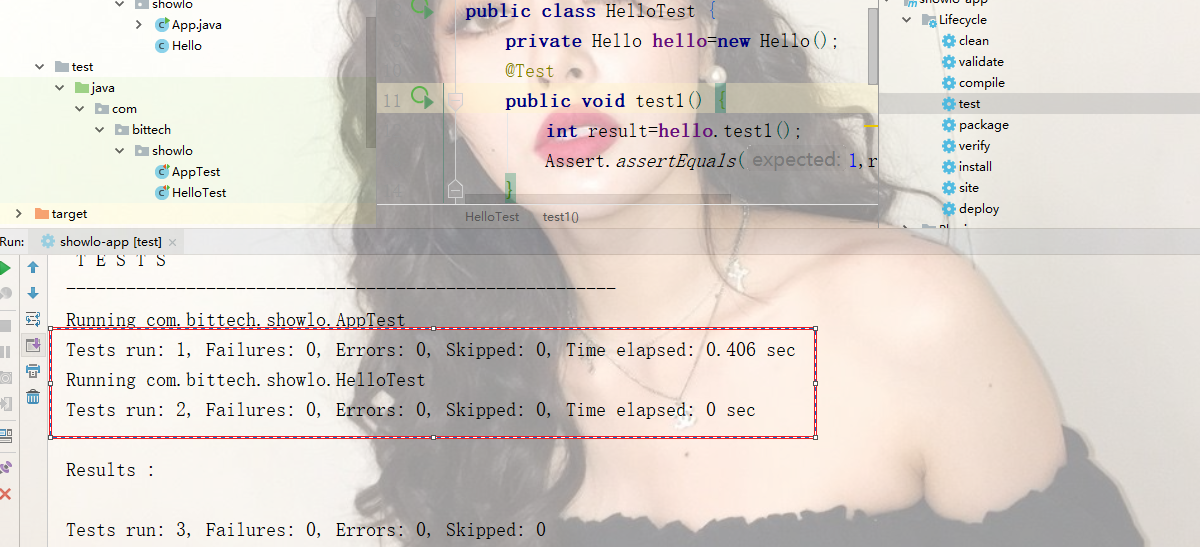 showlo
App.java
Hello
test
java
com
bittech
showlo
AppTest
HelloTest
target
public class HelloTest {
private Hello hello=new Hello();
@Test
11
public void test1() {
int result=hello.test1();
Assert.assertEquals( expected: 1,r
}
HelloTest test1()
showlo-app
Lifecycle
clean
validate
compile
test
package
verify
install
site
deploy
Run: showlo-app [test] ×
T E S T S
-------------------------------------------------------
Running com.bittech.showlo.AppTest
Tests run: 1, Failures: 0, Errors: 0, Skipped: 0, Time elapsed: 0.406 sec
Running com.bittech.showlo.HelloTest
Tests run: 2, Failures: 0, Errors: 0, Skipped: 0, Time elapsed: 0 sec
Results :
Tests run: 3, Failures: 0, Errors: 0, Skipped: 0